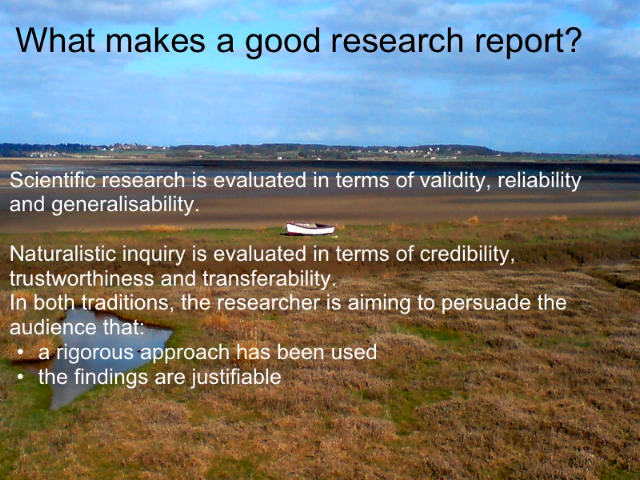 What makes a good research report?
Scientific research is evaluated in terms of validity, reliability
and generalisability.
Naturalistic inquiry is evaluated in terms of credibility,
trustworthiness and transferability.
In both traditions, the researcher is aiming to persuade the
audience that:
• a rigorous approach has been used
• the findings are justifiable